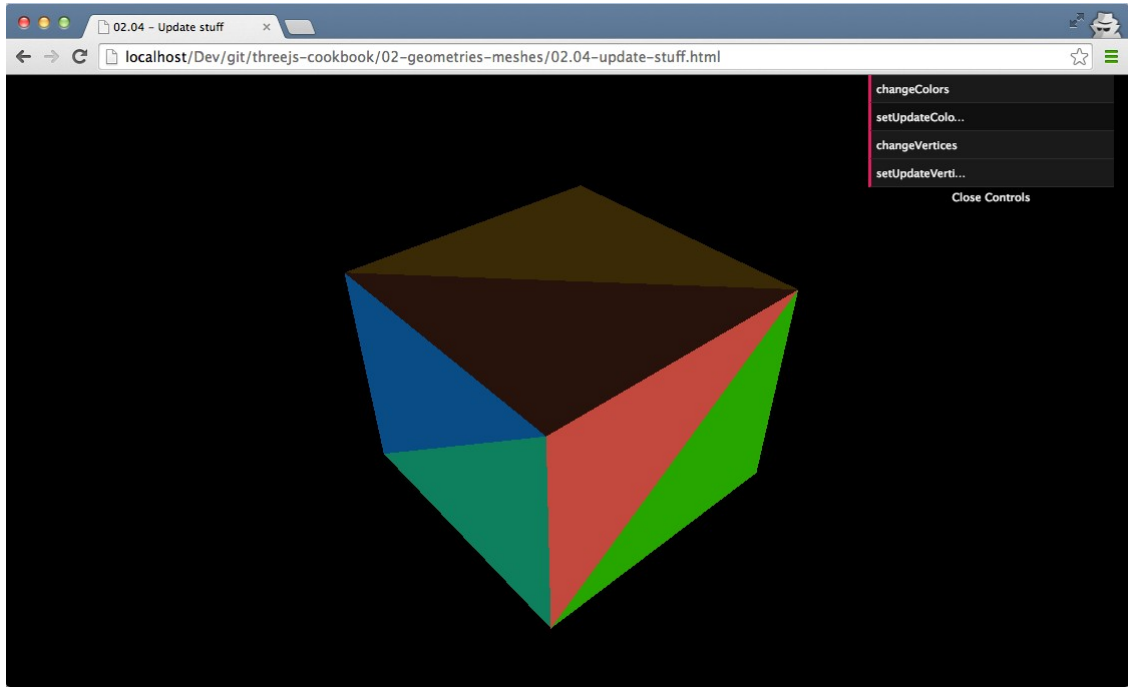 02.04 – Update stuff
localhost/Dev/git/threejs-cookbook/02-geometries-meshes/02.04-update-stuff.html
changeColors
setUpdateColo...
changeVertices
setUpdateVerti...
Close Controls